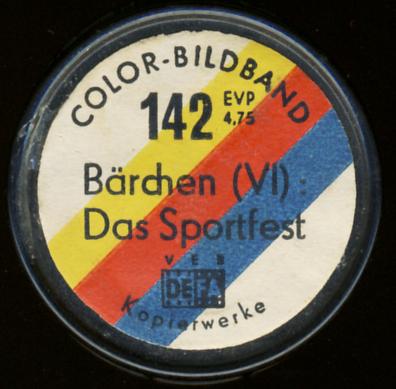 COLOR-BILDBAND
142 EVP 4,75
Bärchen (VI):
Das Sportfest
VEB
DEFA
Kopierwerke